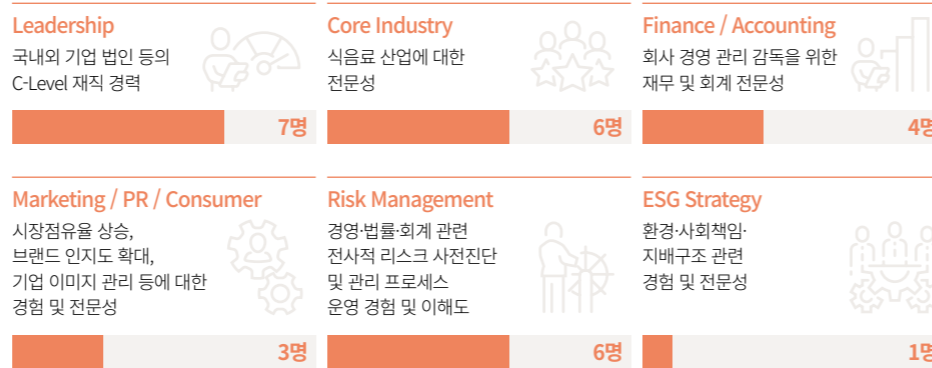 Leadership
국내외 기업 법인 등의
C-Level 재직 경력
7명
Core Industry
식음료 산업에 대한
전문성
6명
Finance / Accounting
회사 경영 관리 감독을 위한
재무 및 회계 전문성
4명
Marketing / PR / Consumer
시장점유율 상승,
브랜드 인지도 확대,
기업 이미지 관리 등에 대한
경험 및 전문성
3명
Risk Management
경영·법률·회계 관련
전사적 리스크 사전진단
및 관리 프로세스
운영 경험 및 이해도
6명
ESG Strategy
환경·사회책임·
지배구조 관련
경험 및 전문성
1명